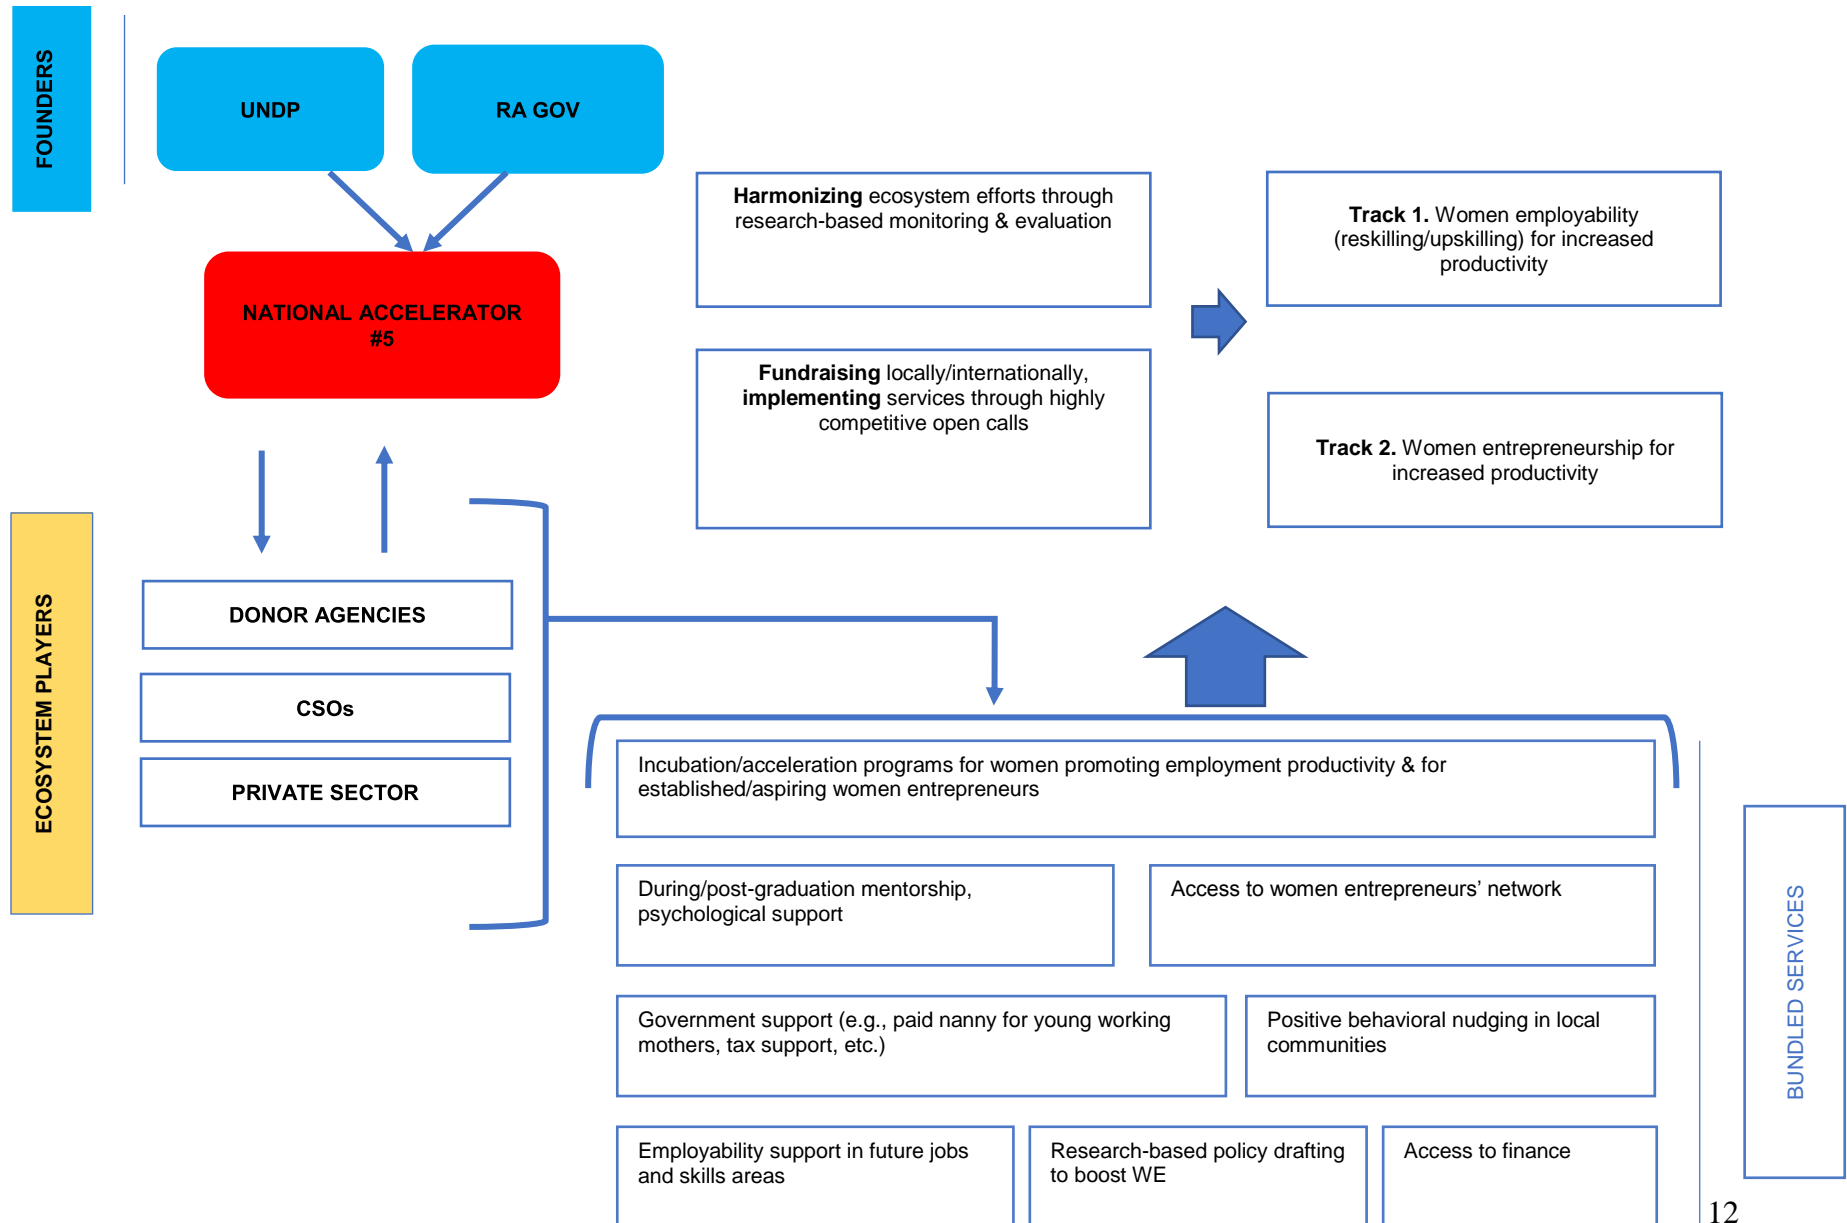 FOUNDERS
UNDP
RA GOV
NATIONAL ACCELERATOR
#5
Harmonizing ecosystem efforts through
research-based monitoring & evaluation
Fundraising locally/internationally,
implementing services through highly
competitive open calls
Track 1. Women employability
(reskilling/upskilling) for increased
productivity
Track 2. Women entrepreneurship for
increased productivity
ECOSYSTEM PLAYERS
DONOR AGENCIES
CSOs
PRIVATE SECTOR
Incubation/acceleration programs for women promoting employment productivity & for
established/aspiring women entrepreneurs
During/post-graduation mentorship,
psychological support
Access to women entrepreneurs’ network
Government support (e.g., paid nanny for young working
mothers, tax support, etc.)
Positive behavioral nudging in local
communities
Employability support in future jobs
and skills areas
Research-based policy drafting
to boost WE
Access to finance
BUNDLED SERVICES
12